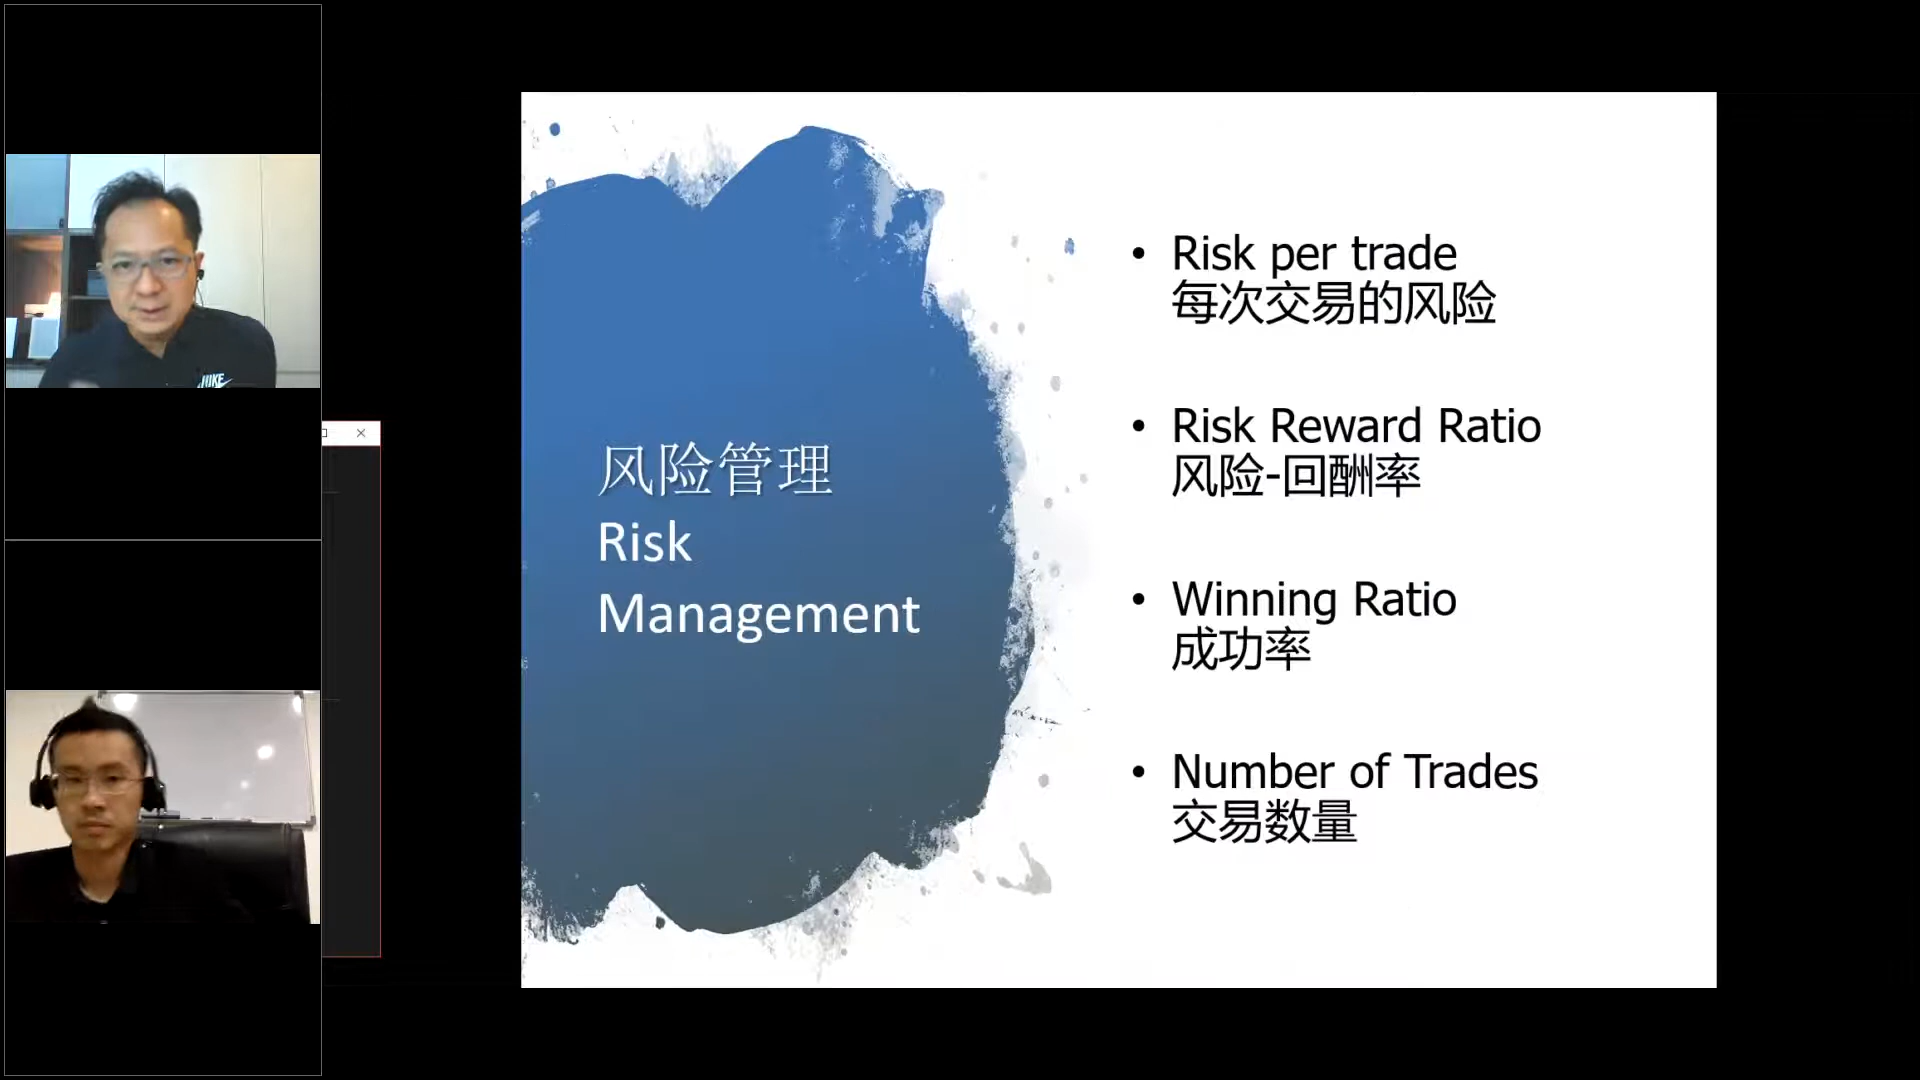 风险管理
Risk
Management
• Risk per trade
每次交易的风险
• Risk Reward Ratio
风险-回酬率
• Winning Ratio
成功率
• Number of Trades
交易数量
NIKE